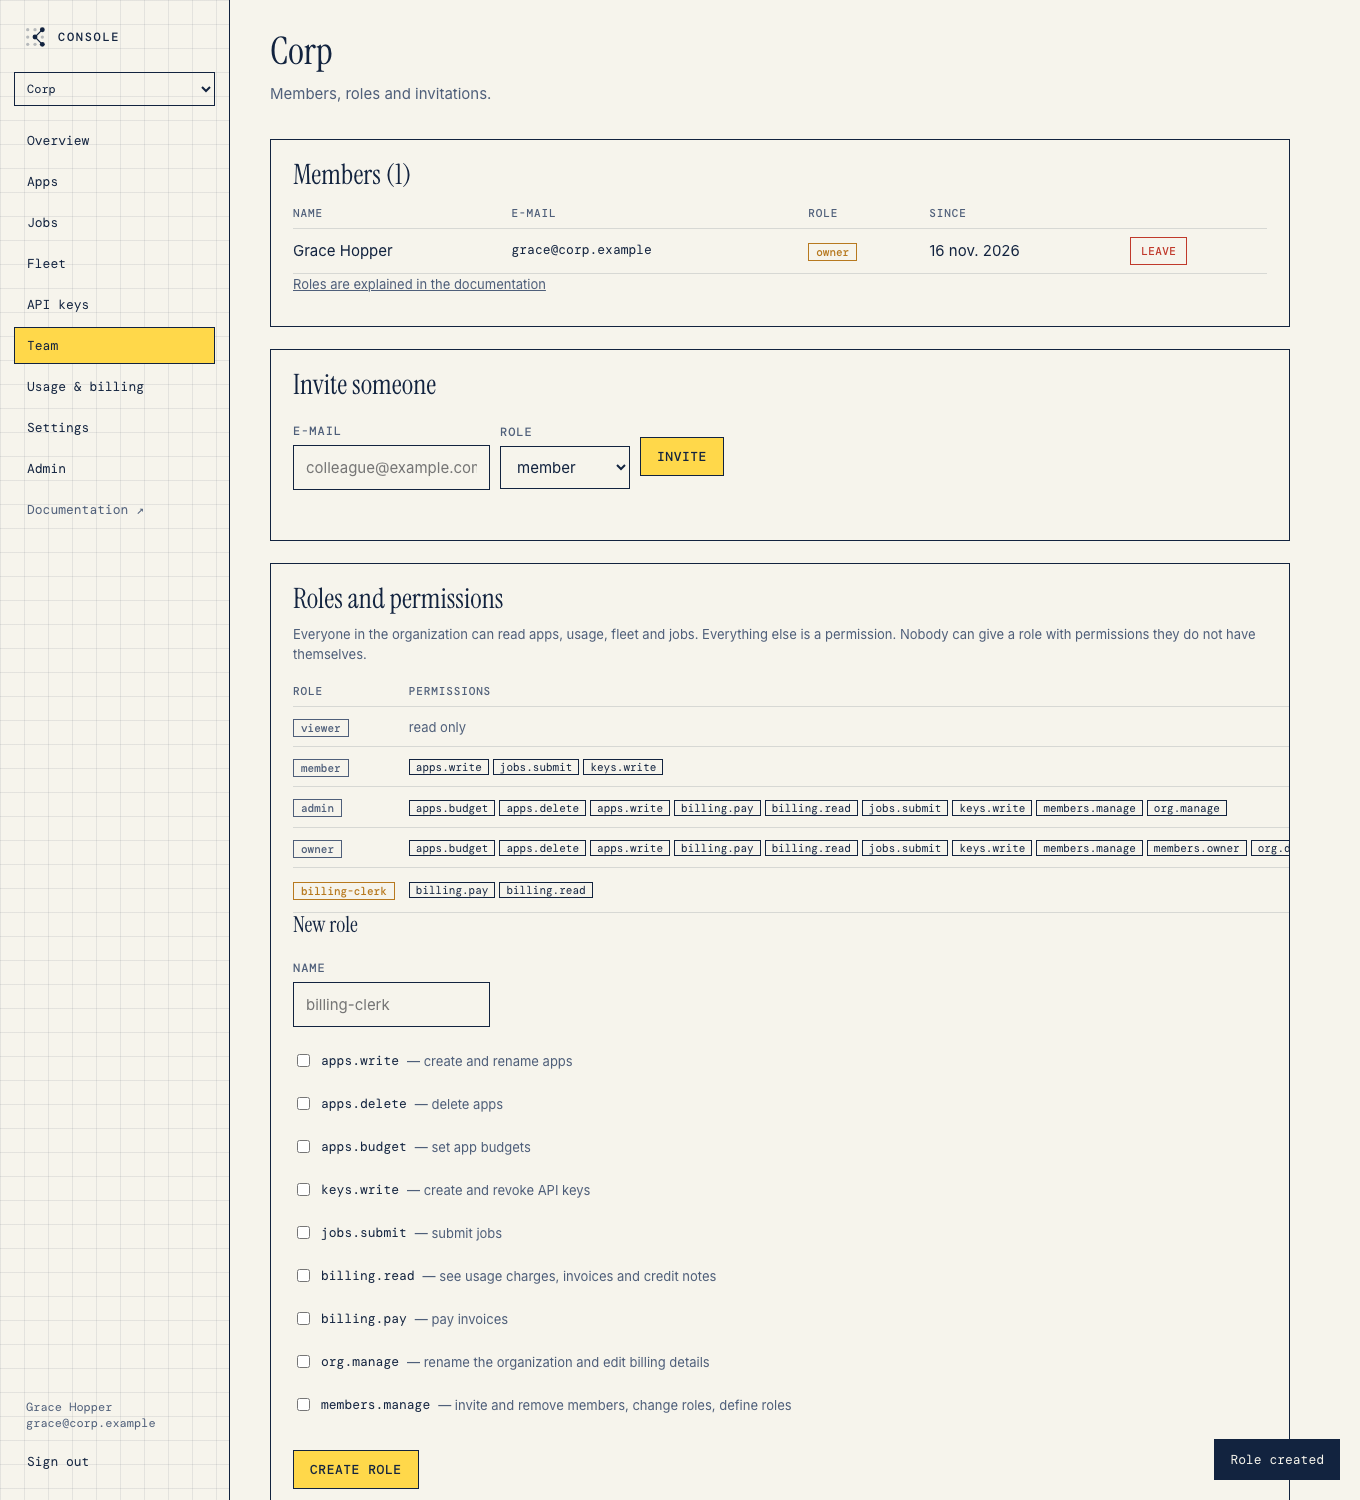 CONSOLE
Corp
Overview
Apps
Jobs
Fleet
API keys
Team
Usage & billing
Settings
Admin
Documentation ↗
Grace Hopper
grace@corp.example
Sign out
Corp
Members, roles and invitations.
Members (1)
NAME E-MAIL ROLE SINCE
Grace Hopper grace@corp.example owner 16 nov. 2026 LEAVE
Roles are explained in the documentation
Invite someone
E-MAIL ROLE
colleague@example.cor member INVITE
Roles and permissions
Everyone in the organization can read apps, usage, fleet and jobs. Everything else is a permission. Nobody can give a role with permissions they do not have
themselves.
ROLE PERMISSIONS
viewer read only
member apps.write jobs.submit keys.write
admin apps.budget apps.delete apps.write billing.pay billing.read jobs.submit keys.write members.manage org.manage
owner apps.budget apps.delete apps.write billing.pay billing.read jobs.submit keys.write members.manage members.owner
billing-clerk billing.pay billing.read
New role
NAME
billing-clerk
apps.write — create and rename apps
apps.delete — delete apps
apps.budget — set app budgets
keys.write — create and revoke API keys
jobs.submit — submit jobs
billing.read — see usage charges, invoices and credit notes
billing.pay — pay invoices
org.manage — rename the organization and edit billing details
members.manage — invite and remove members, change roles, define roles
CREATE ROLE
Role created